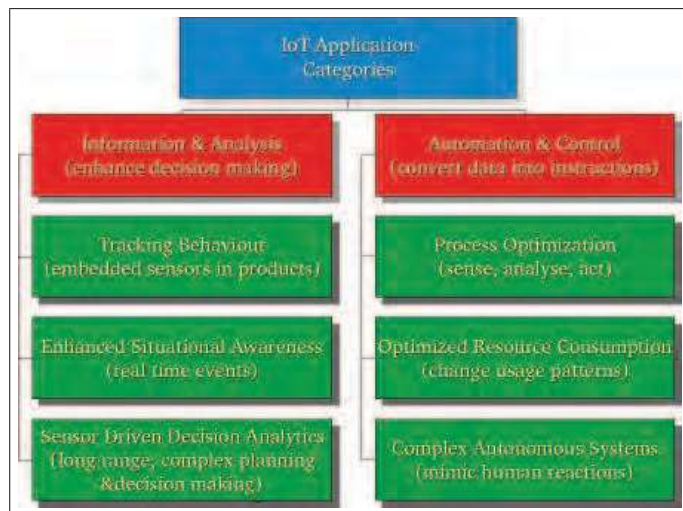 IoT Application
Categories
Information & Analysis
(enhance decision making)
Automation & Control
(convert data into instructions)
Tracking Behaviour
(embedded sensors in products)
Process Optimization
(sense, analyse, act)
Enhanced Situational Awareness
(real time events)
Optimized Resource Consumption
(change usage patterns)
Sensor Driven Decision Analytics
(long range, complex planning
&decision making)
Complex Autonomous Systems
(mimic human reactions)